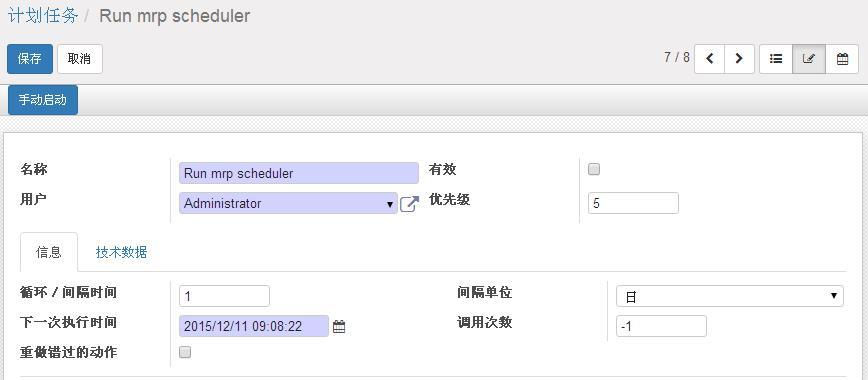 计划任务 / Run mrp scheduler
保存 取消 7 / 8
手动启动
名称 Run mrp scheduler 有效
用户 Administrator 优先级 5
信息 技术数据
循环 / 间隔时间 1 间隔单位 日
下一次执行时间 2015/12/11 09:08:22 调用次数 -1
重做错过的动作